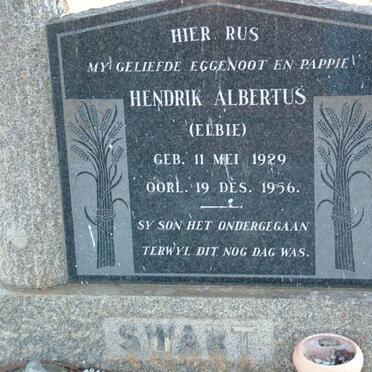 HIER RUS
MY GELIEFDE EGGENOOT EN PAPPIE
HENDRIK ALBERTUS
(ELBIE)
GEB. 11 MEI 1929
OORL. 19 DES. 1956.
SY SON HET ONDERGEGAAN
TERWYL DIT NOG DAG WAS.
SWART